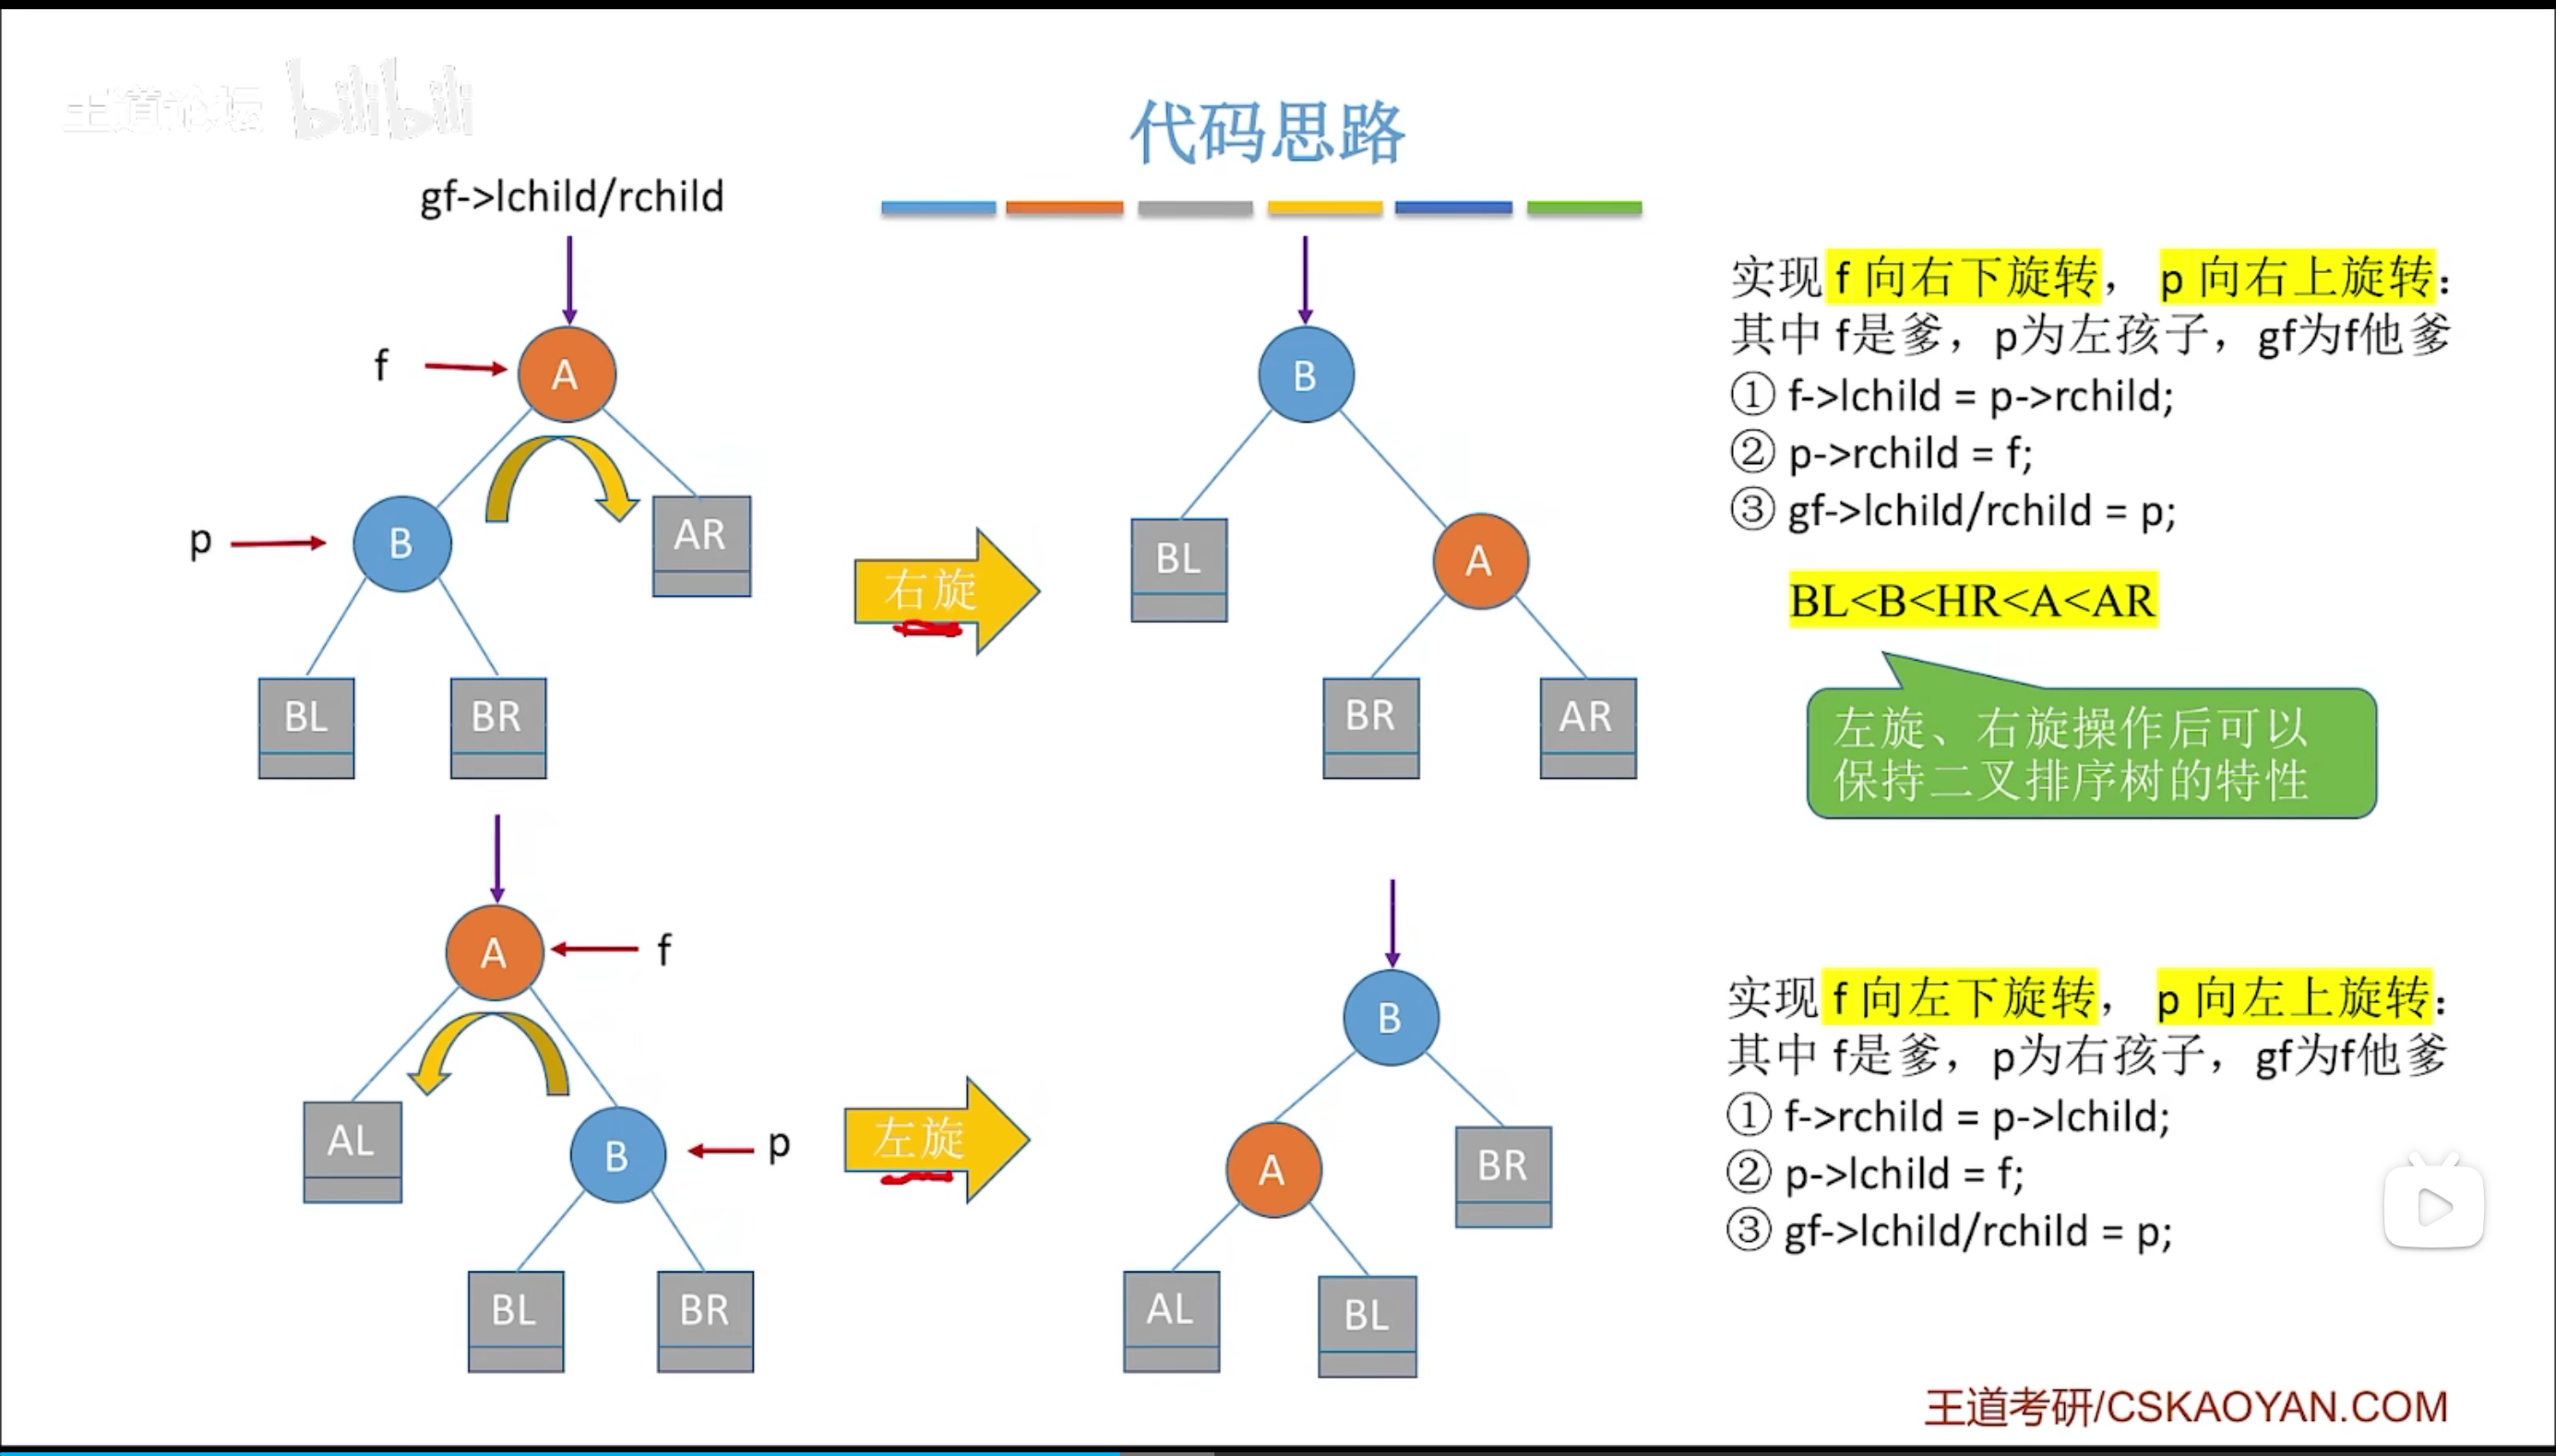 王道论坛 bilibili
代码思路
gf->lchild/rchild
f
A
p
B
AR
BL
BR
右旋
B
BL
A
BR
AR
实现 f 向右下旋转， p 向右上旋转：
其中 f是爹，p为左孩子，gf为f他爹
① f->lchild = p->rchild;
② p->rchild = f;
③ gf->lchild/rchild = p;
BL<B<HR<A<AR
左旋、右旋操作后可以
保持二叉排序树的特性
A
f
AL
B
p
BL
BR
左旋
B
A
BR
AL
BL
实现 f 向左下旋转， p 向左上旋转：
其中 f是爹，p为右孩子，gf为f他爹
① f->rchild = p->lchild;
② p->lchild = f;
③ gf->lchild/rchild = p;
王道考研/CSKAOYAN.COM